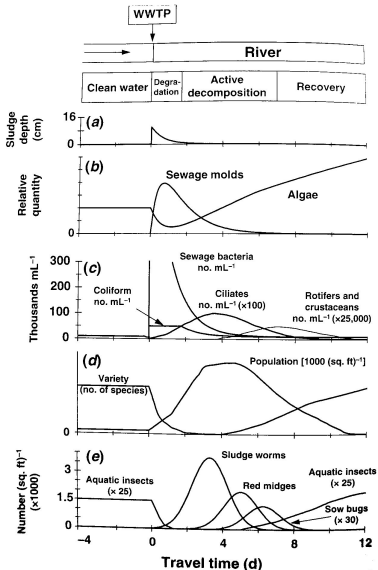 WWTP
River
Clean water
Degra-
dation
Active
decomposition
Recovery
Sludge
depth
(cm)
16
0
(a)
Relative
quantity
(b)
Sewage molds
Algae
Thousands mL⁻¹
300
200
100
0
(c)
Sewage bacteria
no. mL⁻¹
Coliform
no. mL⁻¹
Ciliates
no. mL⁻¹ (×100)
Rotifers and
crustaceans
no. mL⁻¹ (×25,000)
(d)
Variety
(no. of species)
Population [1000 (sq. ft)⁻¹]
0
Number (sq. ft)⁻¹
(×1000)
3
1.5
0
(e)
Aquatic insects
(× 25)
Sludge worms
Red midges
Aquatic insects
(× 25)
Sow bugs
(× 30)
−4 0 4 8 12
Travel time (d)